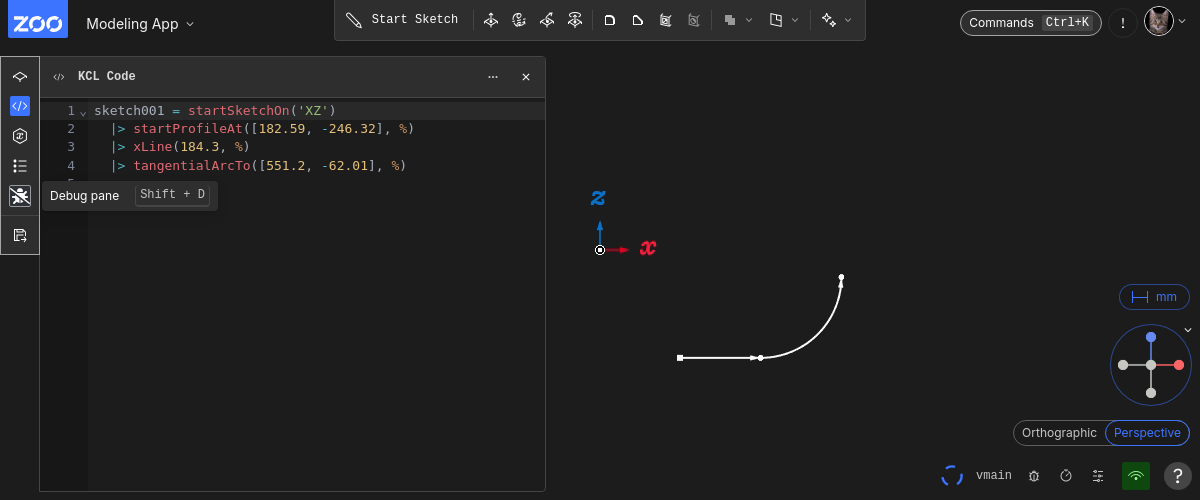 ZOO Modeling App Start Sketch Commands Ctrl+K !
KCL Code
1 sketch001 = startSketchOn('XZ')
2 |> startProfileAt([182.59, -246.32], %)
3 |> xLine(184.3, %)
4 |> tangentialArcTo([551.2, -62.01], %)
Debug pane Shift + D
z
x
mm
Orthographic Perspective
vmain ?